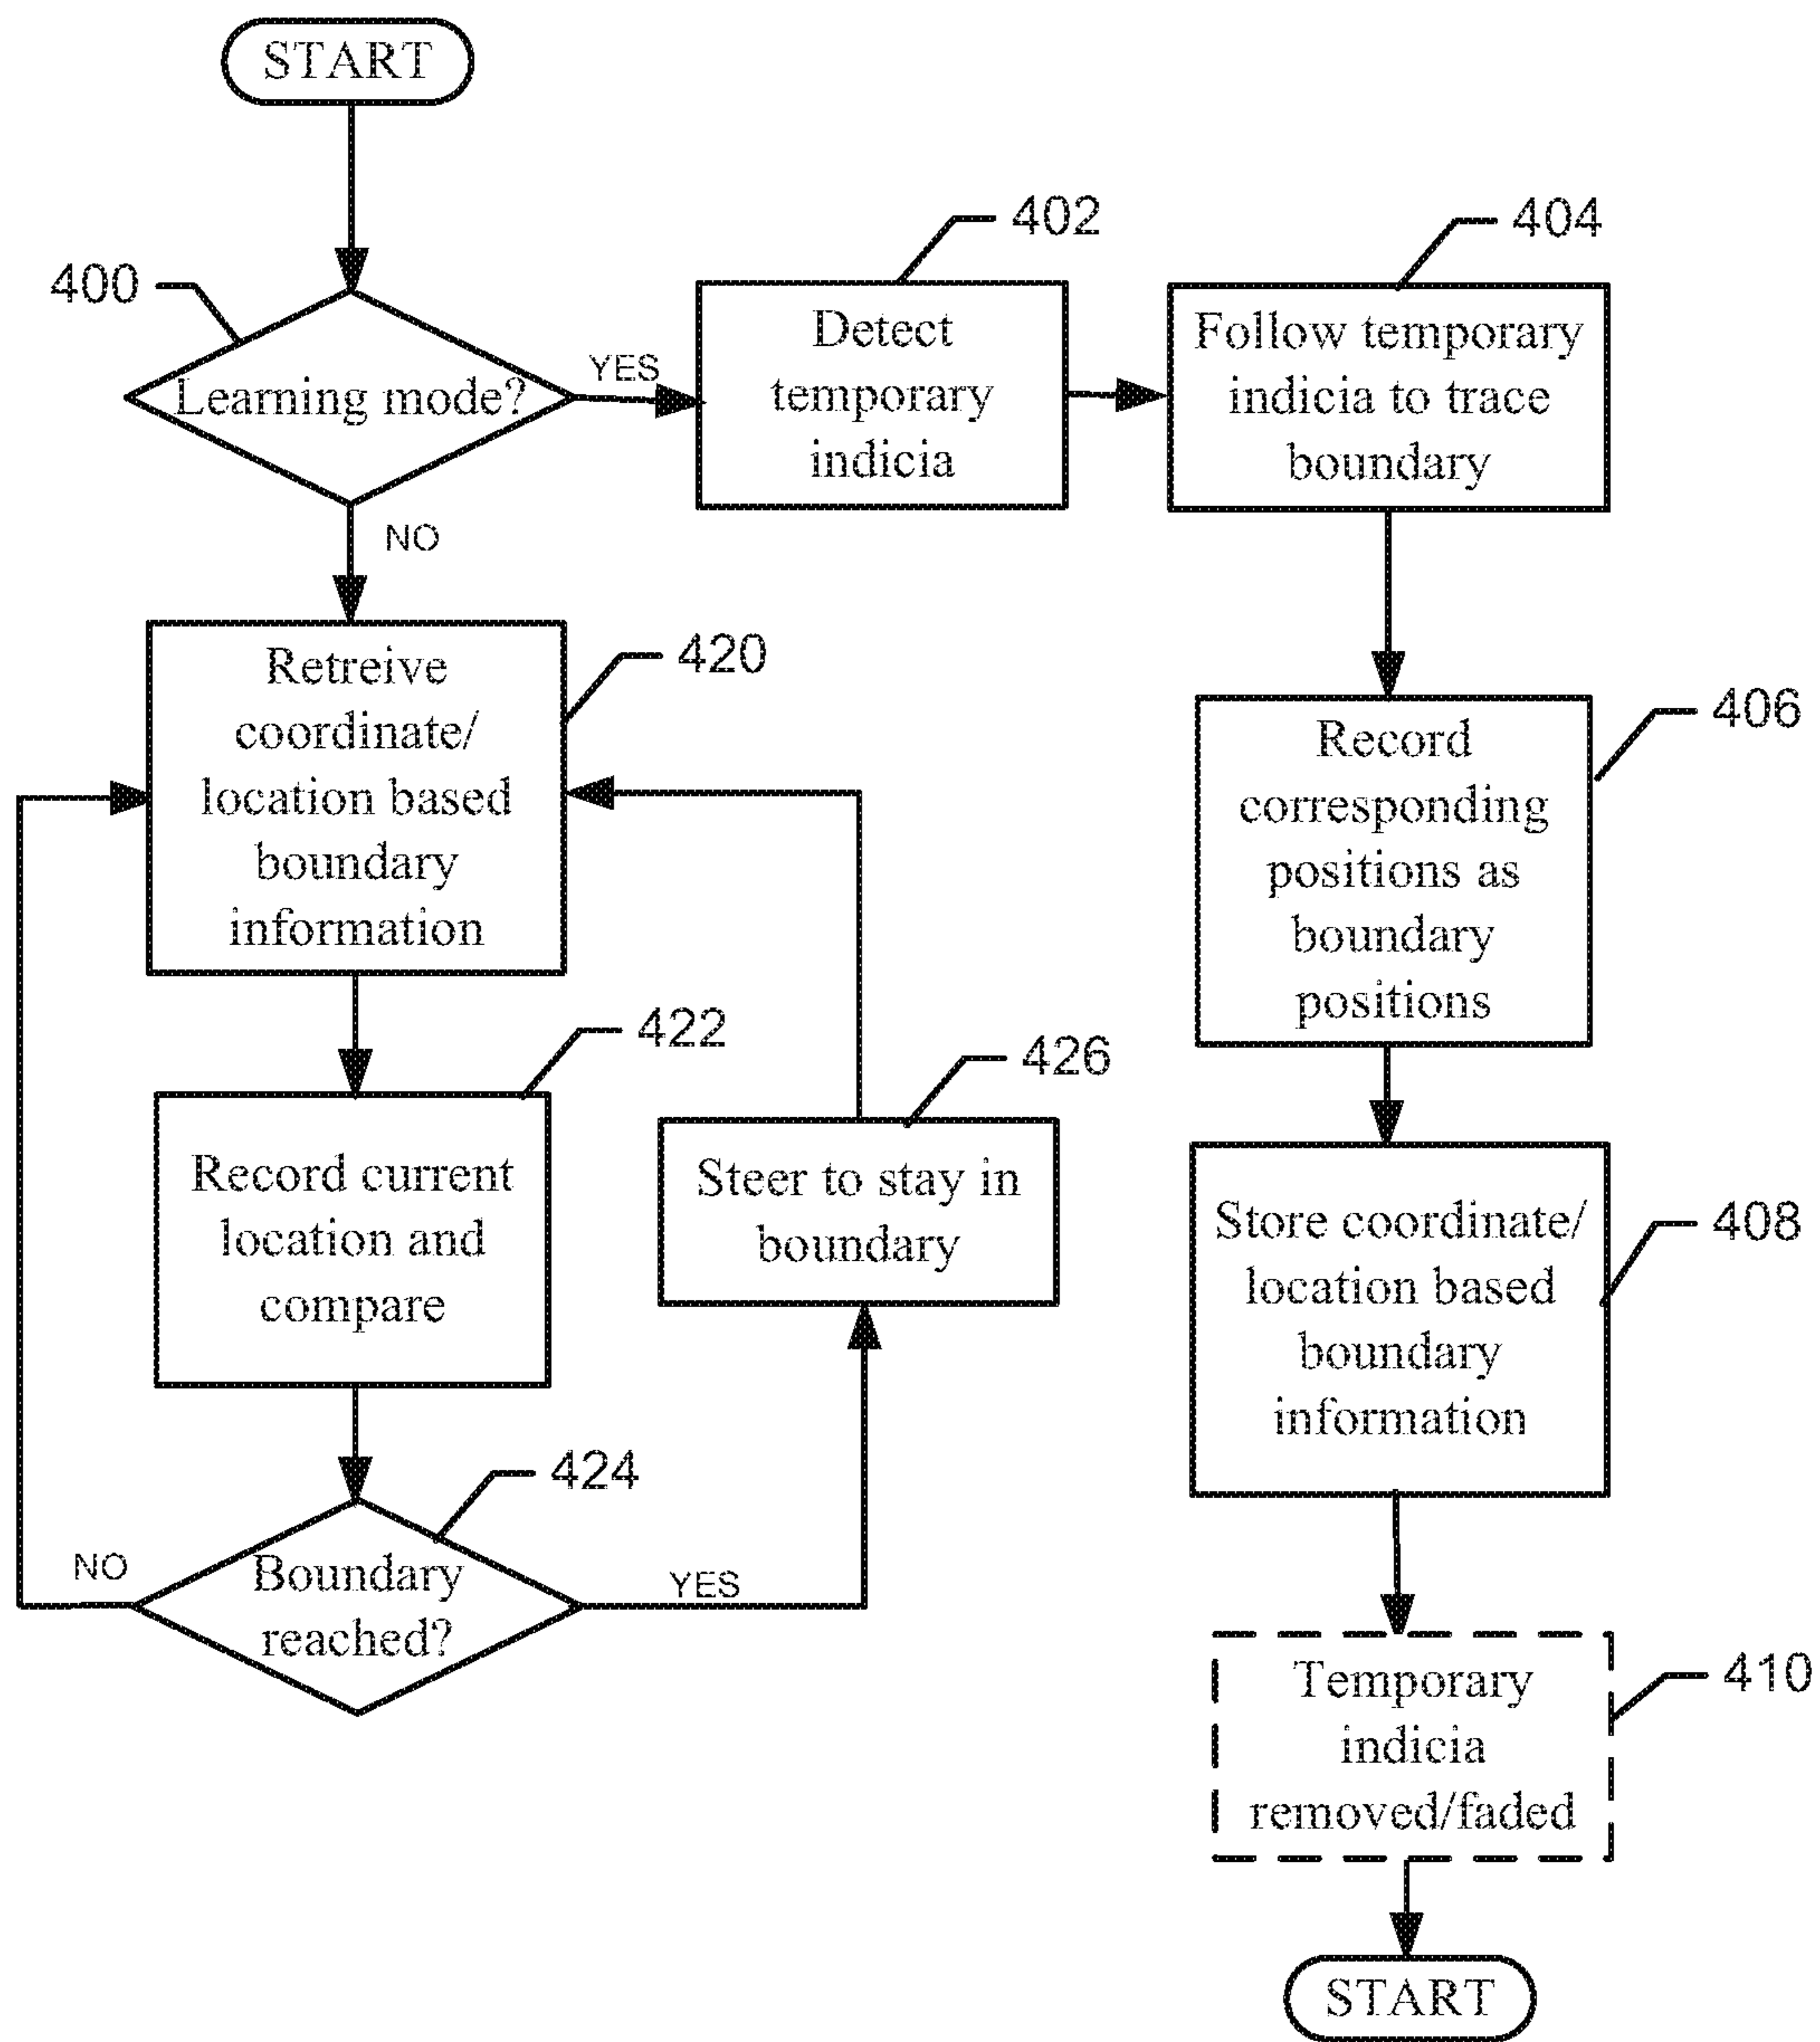 START
400
Learning mode?
YES
NO
402
Detect
temporary
indicia
404
Follow temporary
indicia to trace
boundary
406
Record
corresponding
positions as
boundary
positions
408
Store coordinate/
location based
boundary
information
410
Temporary
indicia
removed/faded
START
420
Retreive
coordinate/
location based
boundary
information
422
Record current
location and
compare
424
Boundary
reached?
NO
YES
426
Steer to stay in
boundary